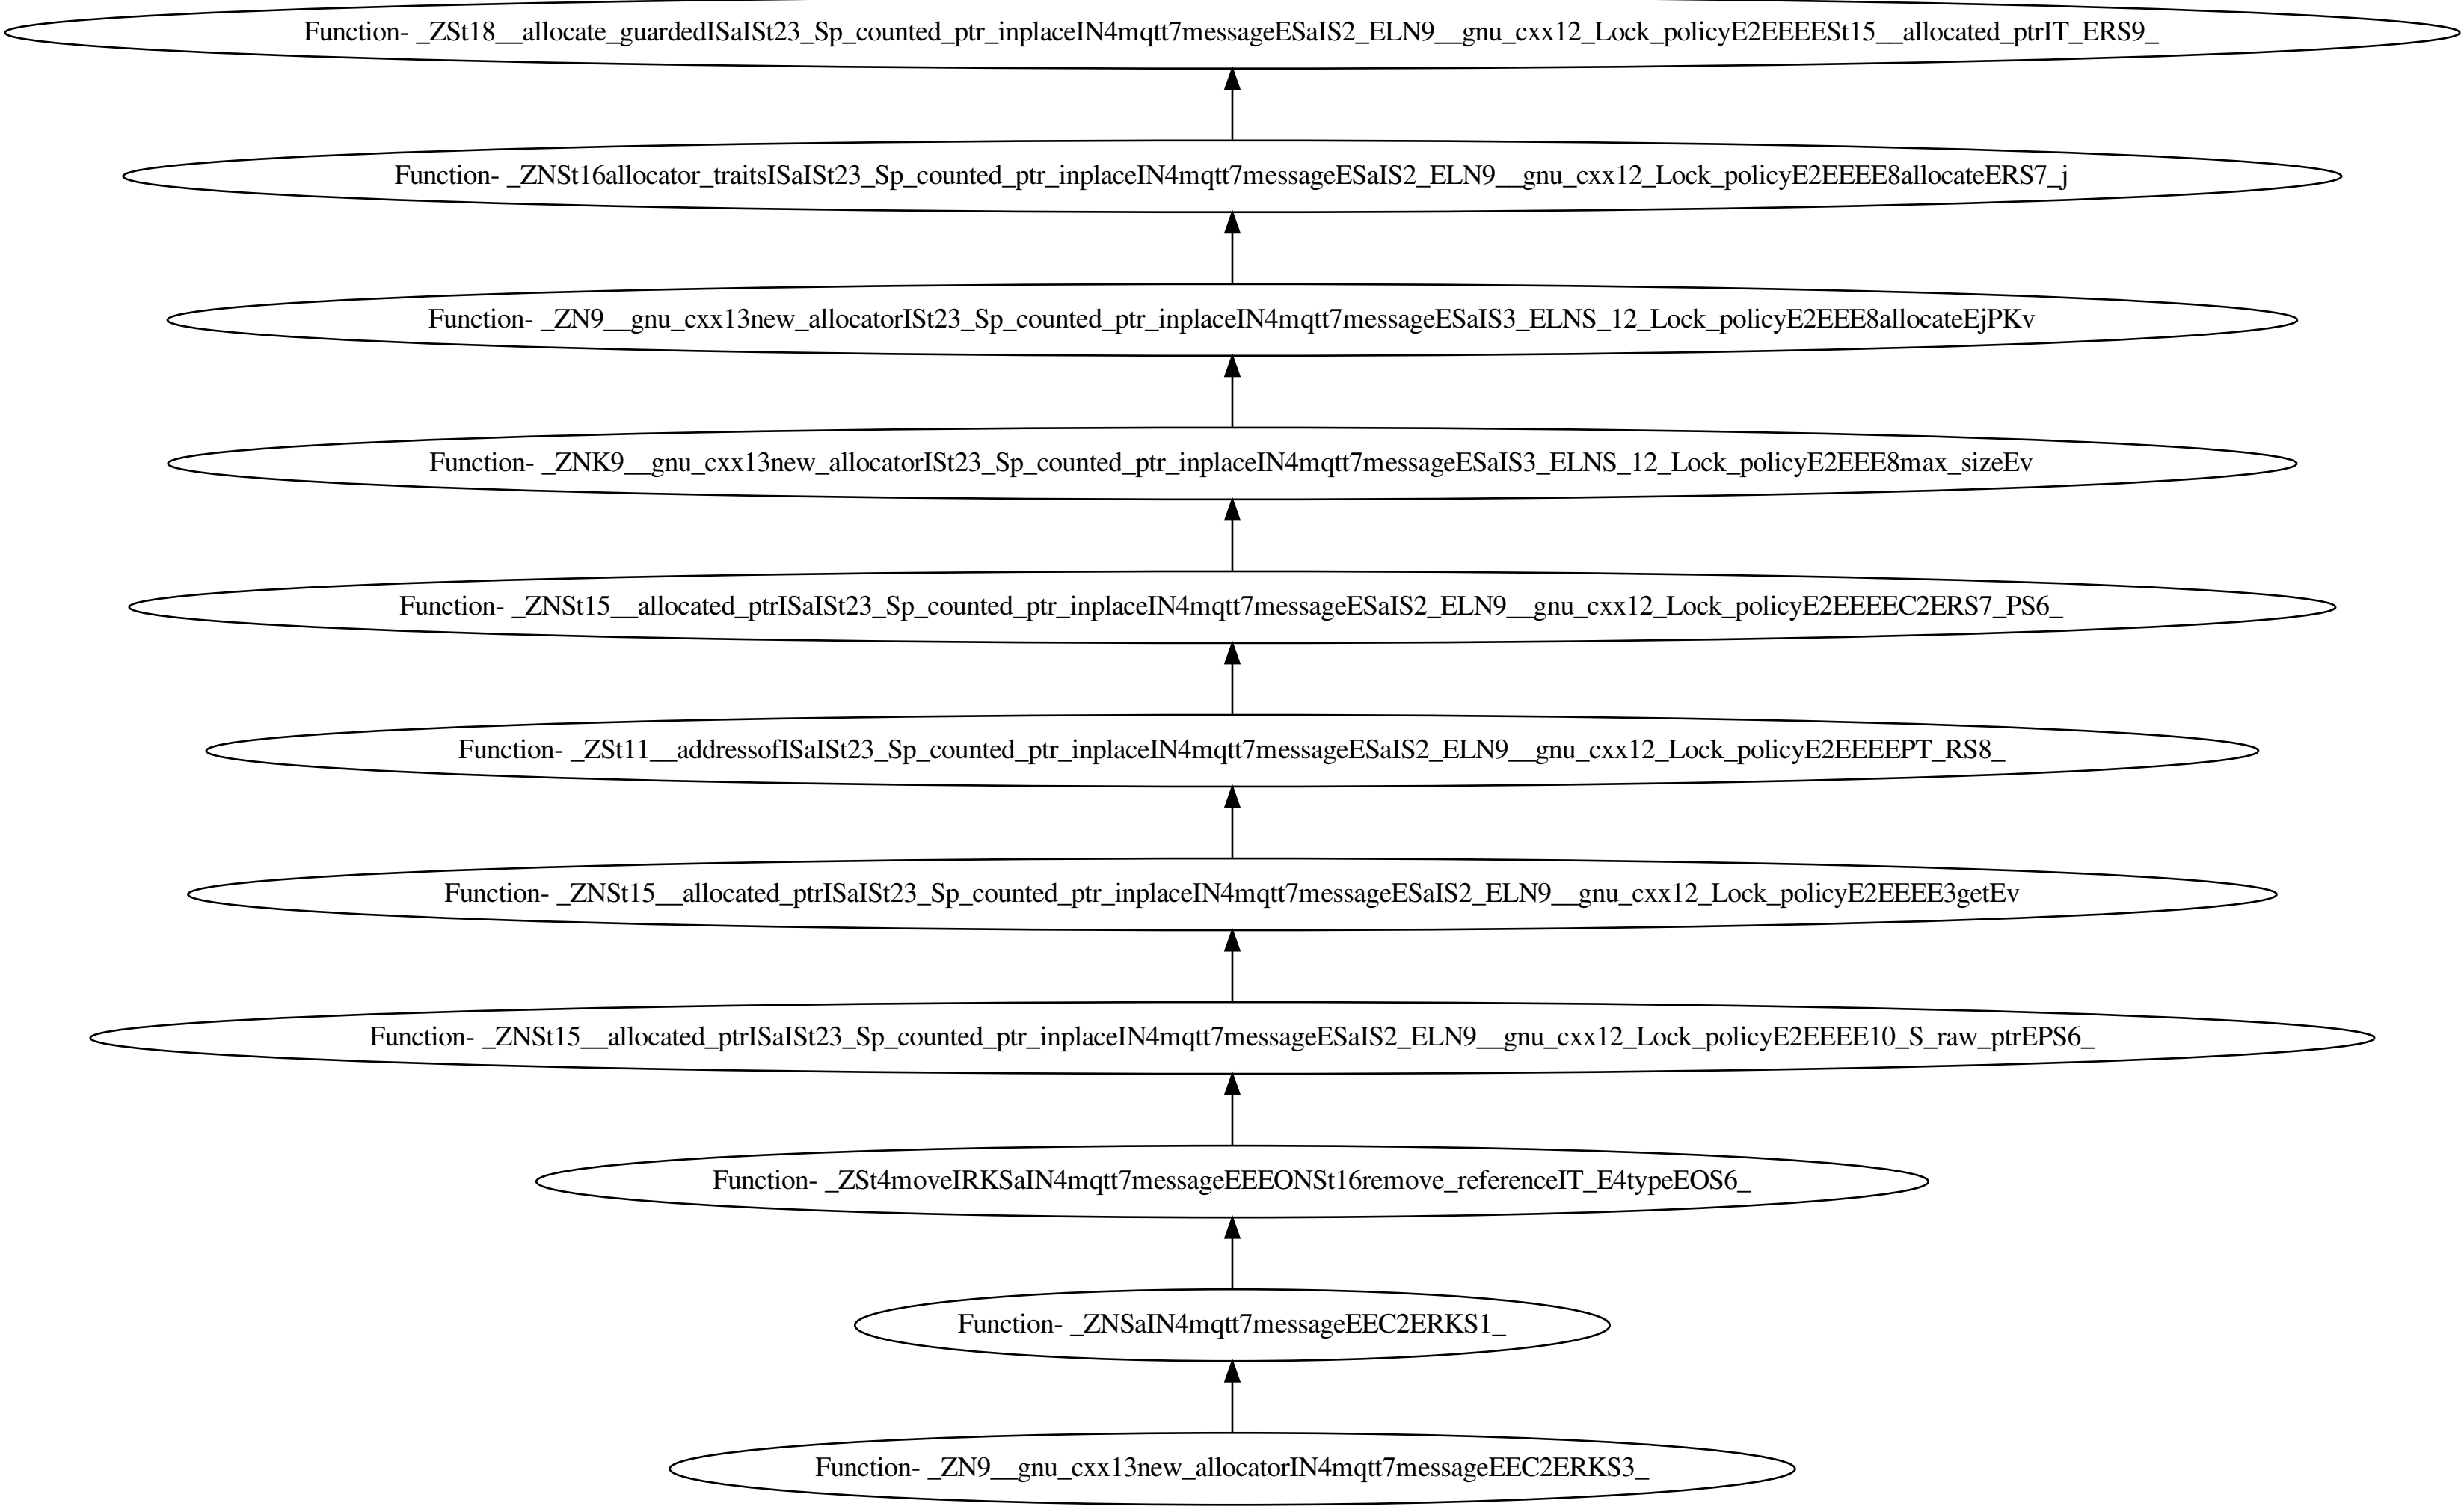 Function- _ZSt18__allocate_guardedISaISt23_Sp_counted_ptr_inplaceIN4mqtt7messageESaIS2_ELN9__gnu_cxx12_Lock_policyE2EEEESt15__allocated_ptrIT_ERS9_
Function- _ZNSt16allocator_traitsISaISt23_Sp_counted_ptr_inplaceIN4mqtt7messageESaIS2_ELN9__gnu_cxx12_Lock_policyE2EEEE8allocateERS7_j
Function- _ZN9__gnu_cxx13new_allocatorISt23_Sp_counted_ptr_inplaceIN4mqtt7messageESaIS3_ELNS_12_Lock_policyE2EEE8allocateEjPKv
Function- _ZNK9__gnu_cxx13new_allocatorISt23_Sp_counted_ptr_inplaceIN4mqtt7messageESaIS3_ELNS_12_Lock_policyE2EEE8max_sizeEv
Function- _ZNSt15__allocated_ptrISaISt23_Sp_counted_ptr_inplaceIN4mqtt7messageESaIS2_ELN9__gnu_cxx12_Lock_policyE2EEEEC2ERS7_PS6_
Function- _ZSt11__addressofISaISt23_Sp_counted_ptr_inplaceIN4mqtt7messageESaIS2_ELN9__gnu_cxx12_Lock_policyE2EEEEPT_RS8_
Function- _ZNSt15__allocated_ptrISaISt23_Sp_counted_ptr_inplaceIN4mqtt7messageESaIS2_ELN9__gnu_cxx12_Lock_policyE2EEEE3getEv
Function- _ZNSt15__allocated_ptrISaISt23_Sp_counted_ptr_inplaceIN4mqtt7messageESaIS2_ELN9__gnu_cxx12_Lock_policyE2EEEE10_S_raw_ptrEPS6_
Function- _ZSt4moveIRKSaIN4mqtt7messageEEEONSt16remove_referenceIT_E4typeEOS6_
Function- _ZNSaIN4mqtt7messageEEC2ERKS1_
Function- _ZN9__gnu_cxx13new_allocatorIN4mqtt7messageEEC2ERKS3_